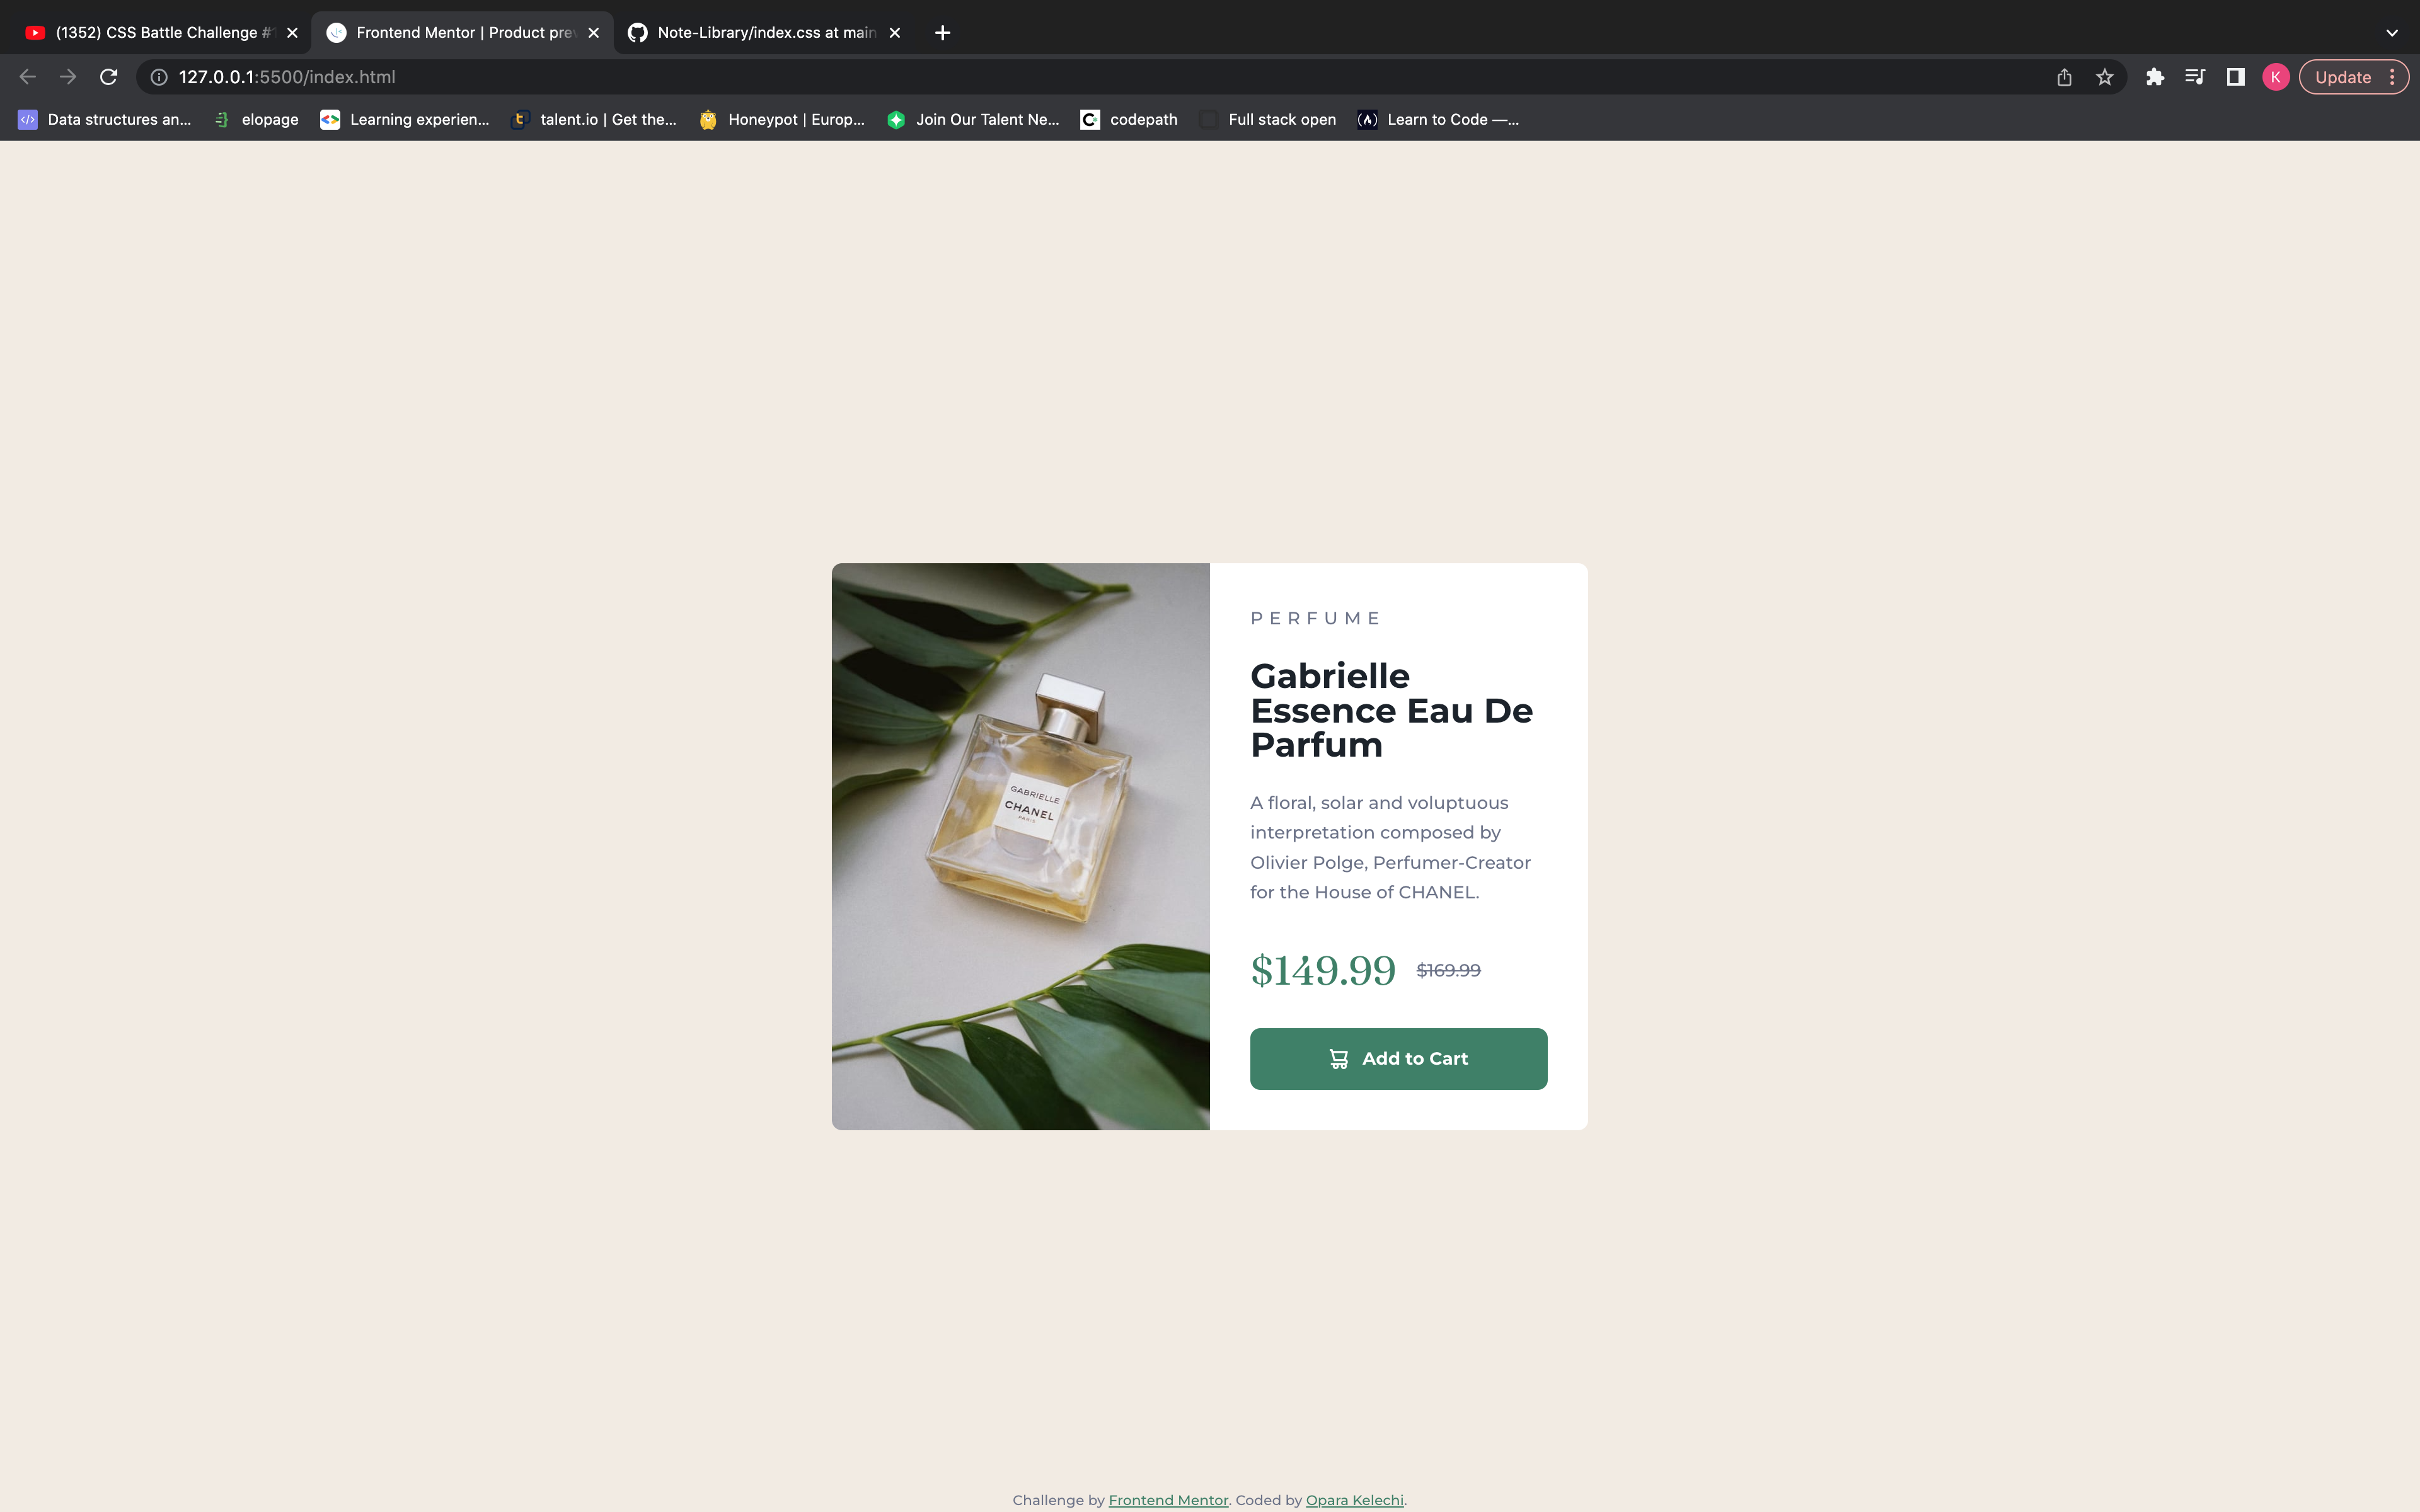 (1352) CSS Battle Challenge #
Frontend Mentor | Product prev
Note-Library/index.css at main
127.0.0.1:5500/index.html
K
Update
Data structures an...
elopage
Learning experien...
talent.io | Get the...
Honeypot | Europ...
Join Our Talent Ne...
codepath
Full stack open
Learn to Code —...
GABRIELLE
CHANEL
PARIS
PERFUME
Gabrielle
Essence Eau De
Parfum
A floral, solar and voluptuous
interpretation composed by
Olivier Polge, Perfumer-Creator
for the House of CHANEL.
$149.99 $169.99
Add to Cart
Challenge by Frontend Mentor. Coded by Opara Kelechi.